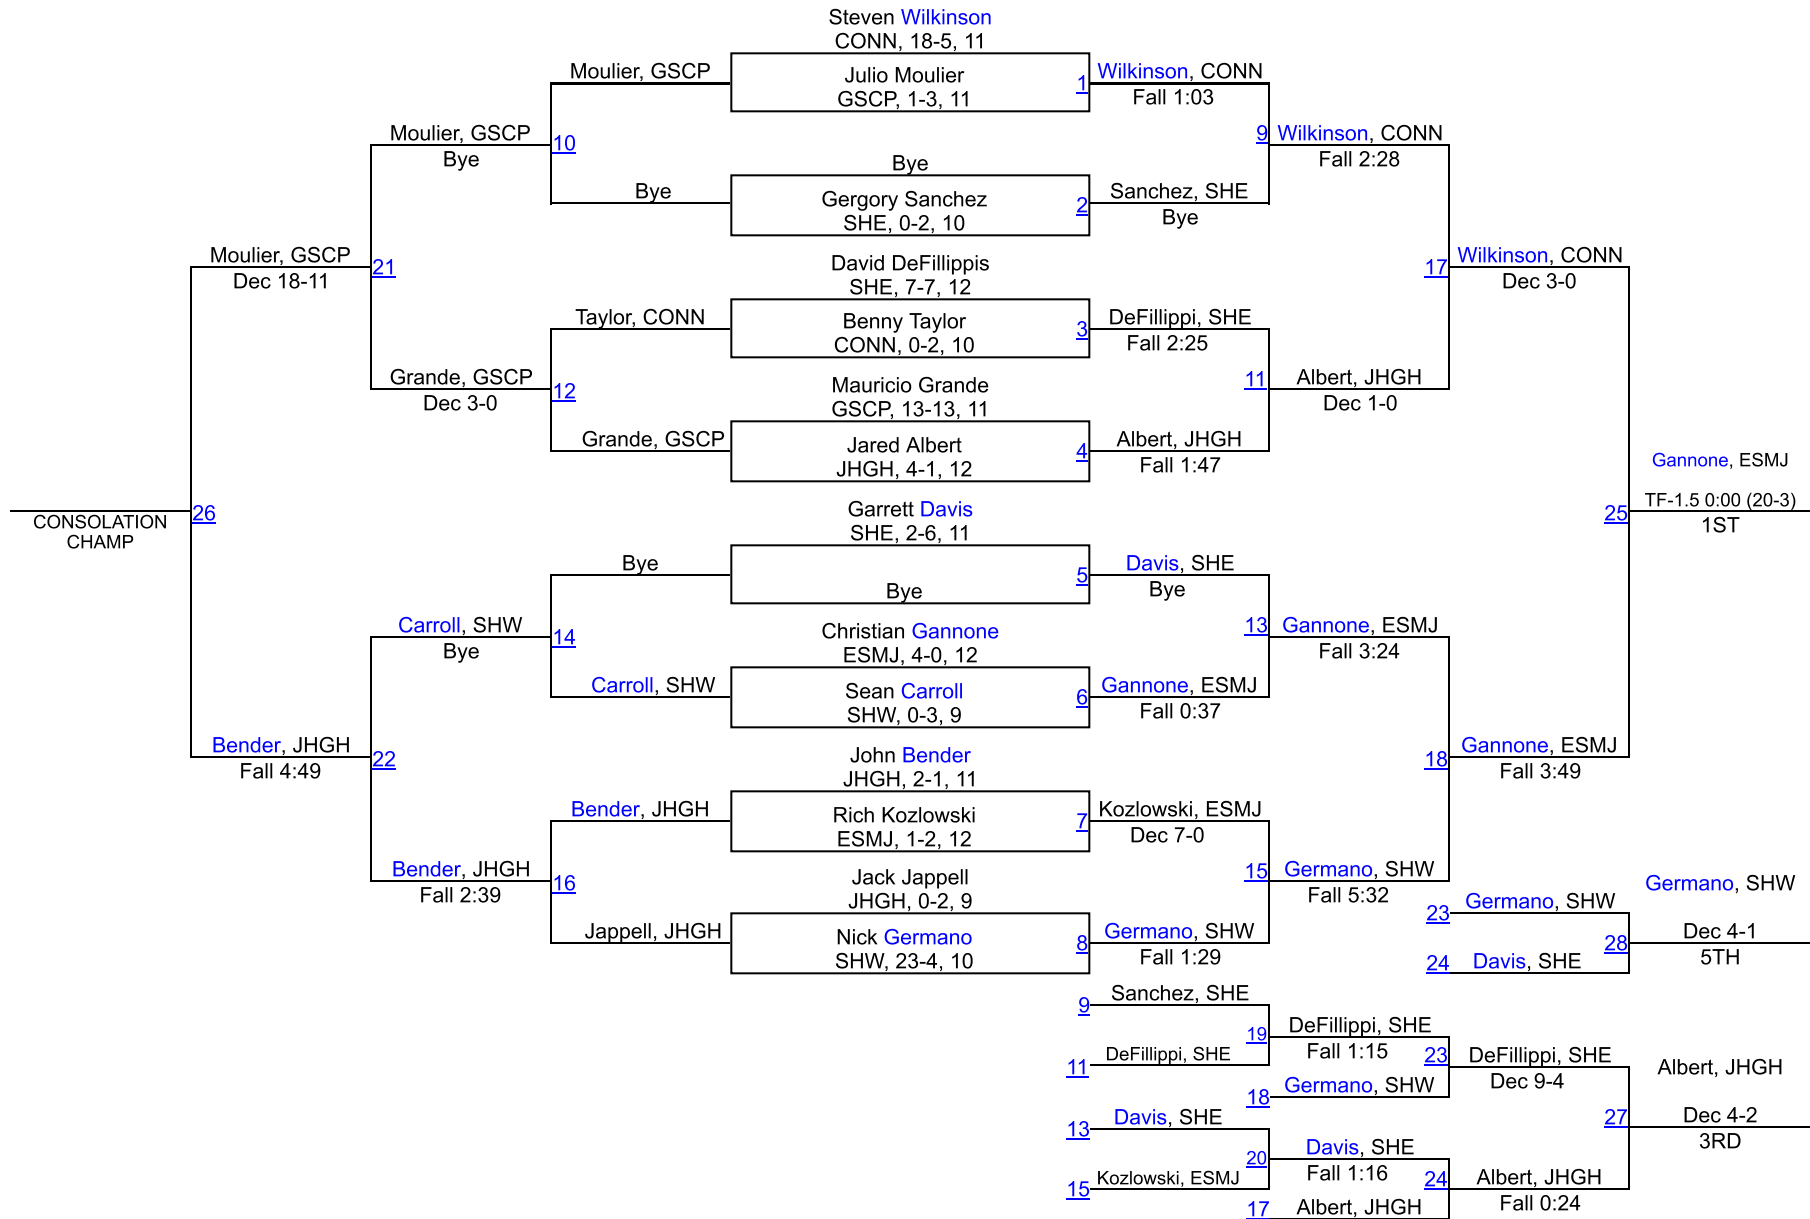 Steven Wilkinson
CONN, 18-5, 11
Moulier, GSCP
Julio Moulier
GSCP, 1-3, 11
1
Wilkinson, CONN
Fall 1:03
Moulier, GSCP
Bye
10
9
Wilkinson, CONN
Fall 2:28
Bye
Bye
Gergory Sanchez
SHE, 0-2, 10
2
Sanchez, SHE
Bye
Moulier, GSCP
Dec 18-11
21
David DeFillippis
SHE, 7-7, 12
17
Wilkinson, CONN
Dec 3-0
Taylor, CONN
Benny Taylor
CONN, 0-2, 10
3
DeFillippi, SHE
Fall 2:25
Grande, GSCP
Dec 3-0
12
Mauricio Grande
GSCP, 13-13, 11
11
Albert, JHGH
Dec 1-0
Grande, GSCP
Jared Albert
JHGH, 4-1, 12
4
Albert, JHGH
Fall 1:47
Gannone, ESMJ
TF-1.5 0:00 (20-3)
1ST
25
CONSOLATION
CHAMP
26
Garrett Davis
SHE, 2-6, 11
Bye
Bye
5
Davis, SHE
Bye
Carroll, SHW
Bye
14
Christian Gannone
ESMJ, 4-0, 12
13
Gannone, ESMJ
Fall 3:24
Carroll, SHW
Sean Carroll
SHW, 0-3, 9
6
Gannone, ESMJ
Fall 0:37
Bender, JHGH
Fall 4:49
22
John Bender
JHGH, 2-1, 11
18
Gannone, ESMJ
Fall 3:49
Bender, JHGH
Rich Kozlowski
ESMJ, 1-2, 12
7
Kozlowski, ESMJ
Dec 7-0
Bender, JHGH
Fall 2:39
16
Jack Jappell
JHGH, 0-2, 9
15
Germano, SHW
Fall 5:32
Jappell, JHGH
Nick Germano
SHW, 23-4, 10
8
Germano, SHW
Fall 1:29
23
Germano, SHW
24
Davis, SHE
28
Germano, SHW
Dec 4-1
5TH
9
Sanchez, SHE
11
DeFillippi, SHE
19
DeFillippi, SHE
Fall 1:15
18
Germano, SHW
23
DeFillippi, SHE
Dec 9-4
13
Davis, SHE
15
Kozlowski, ESMJ
20
Davis, SHE
Fall 1:16
17
Albert, JHGH
24
Albert, JHGH
Fall 0:24
27
Albert, JHGH
Dec 4-2
3RD